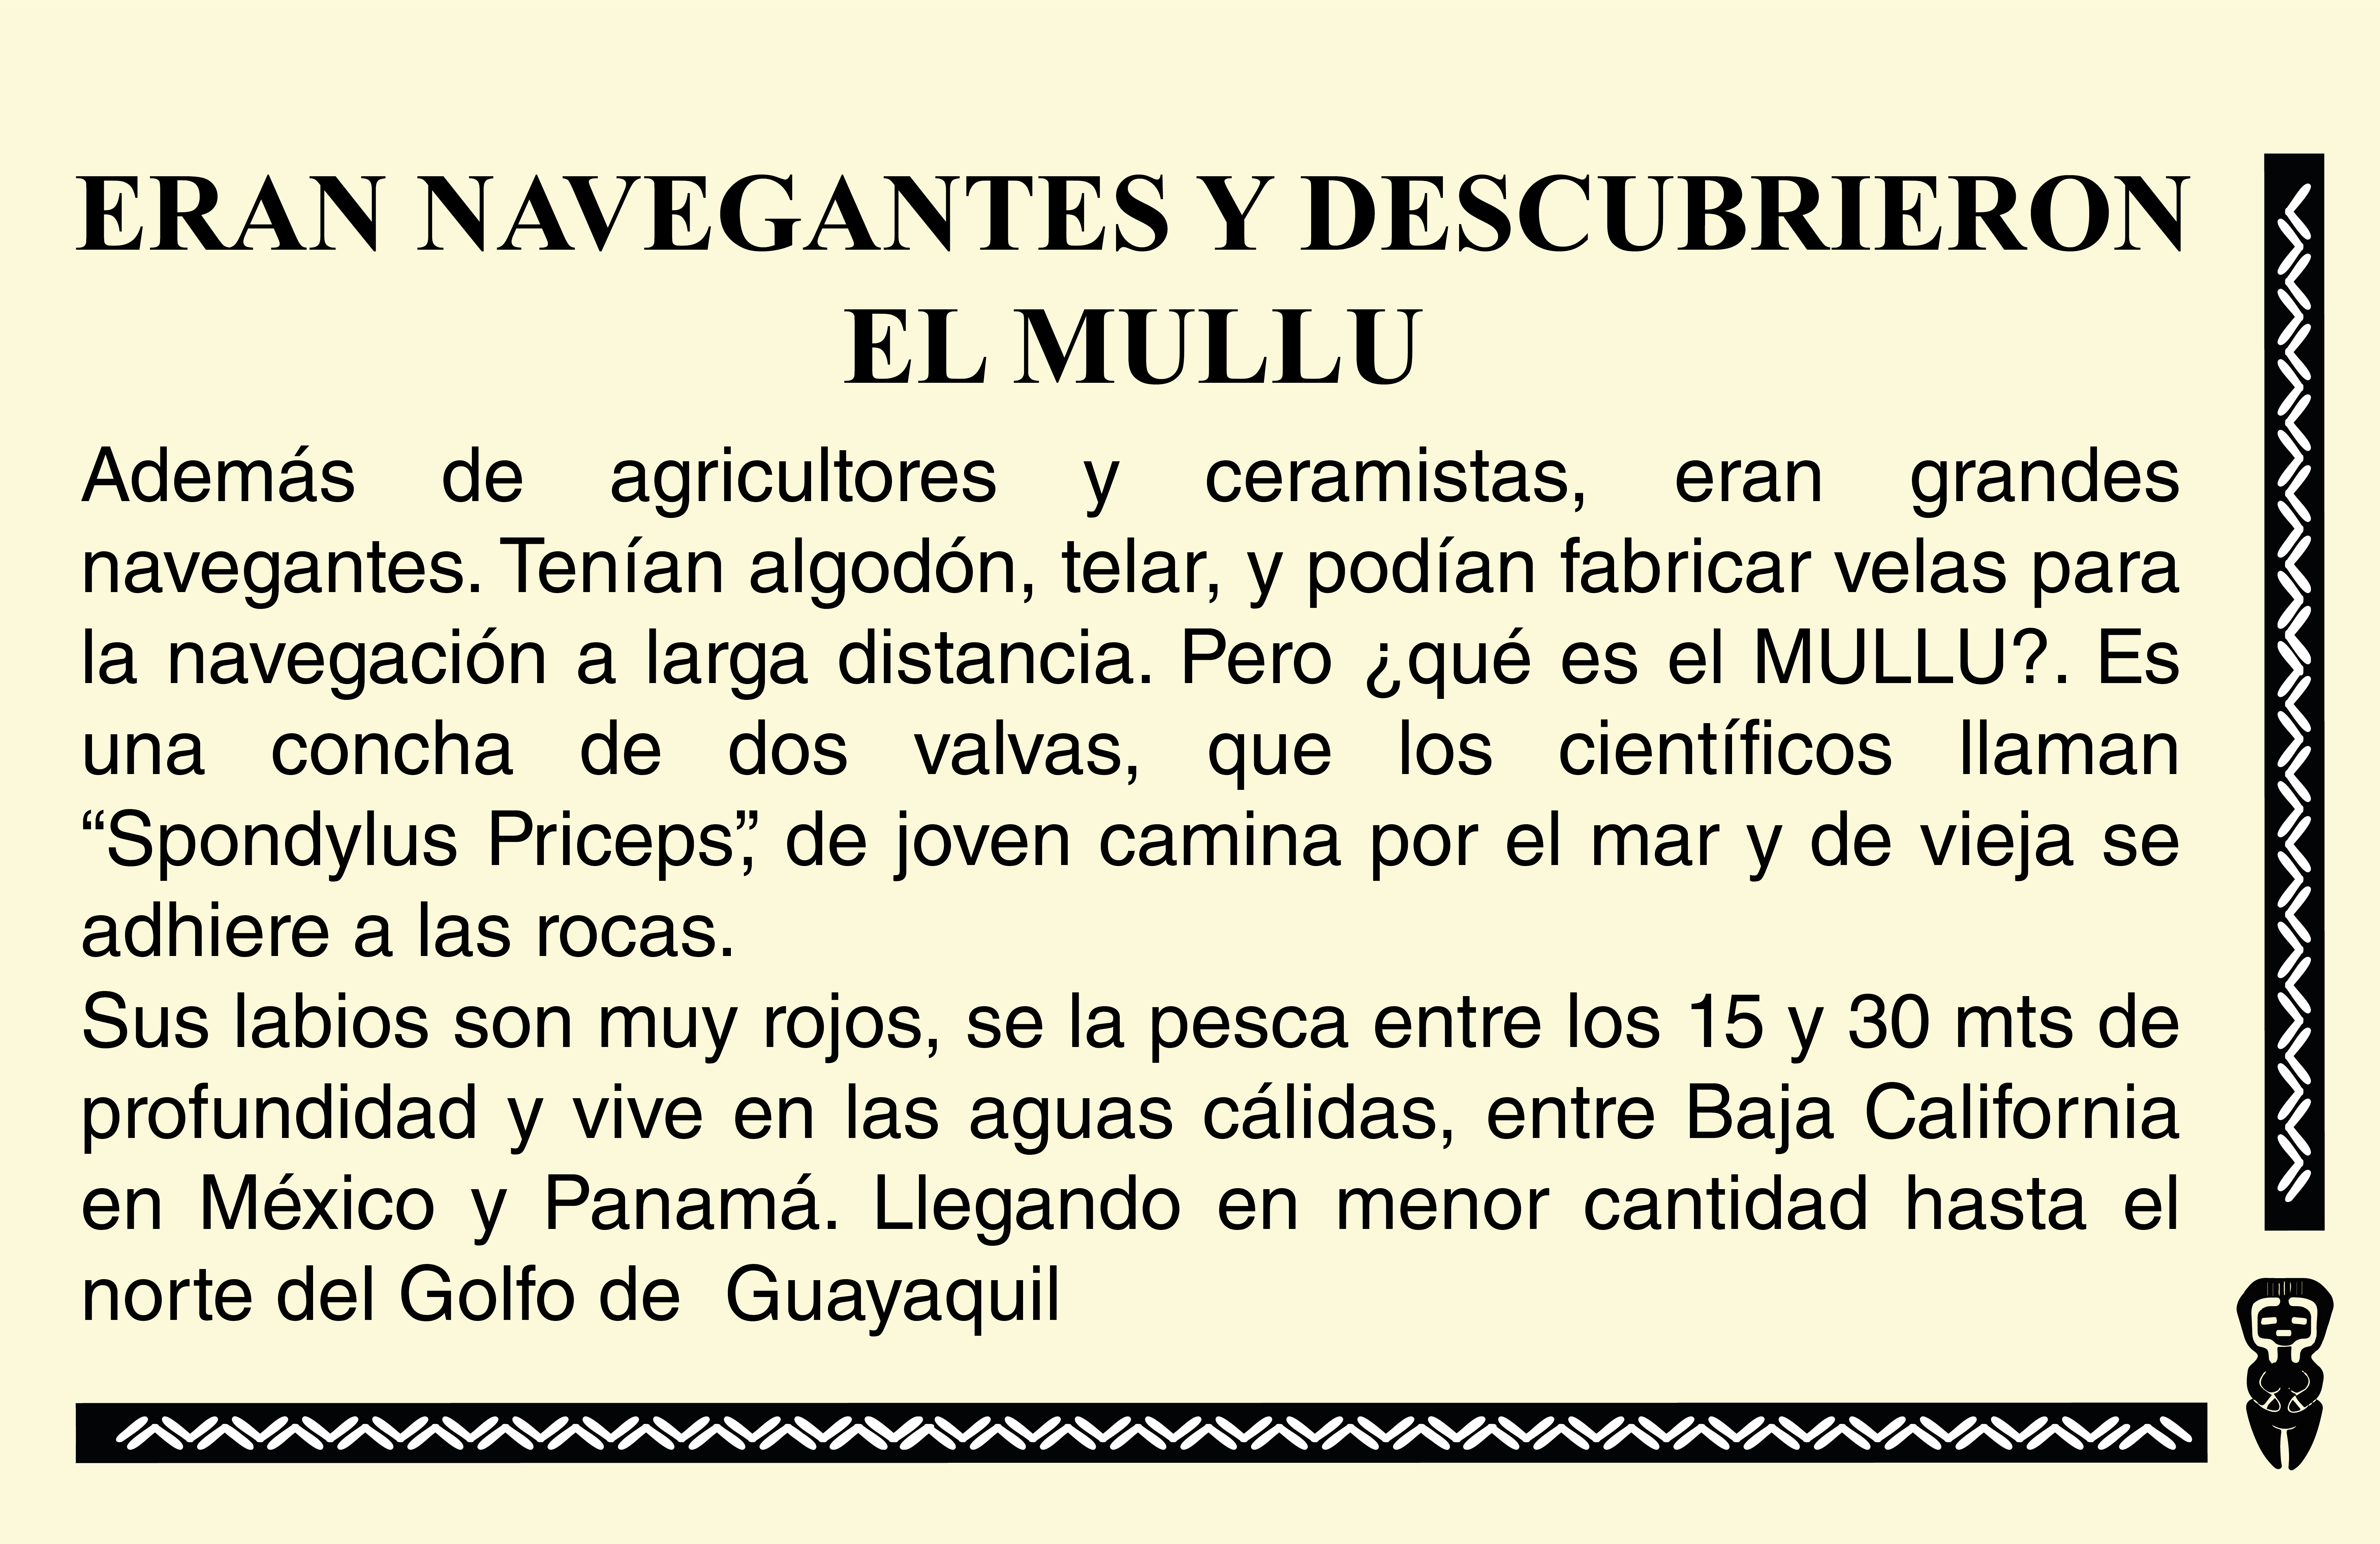 ERAN NAVEGANTES Y DESCUBRIERON
EL MULLU
Además de agricultores y ceramistas, eran grandes
navegantes. Tenían algodón, telar, y podían fabricar velas para
la navegación a larga distancia. Pero ¿qué es el MULLU?. Es
una concha de dos valvas, que los científicos llaman
“Spondylus Priceps”, de joven camina por el mar y de vieja se
adhiere a las rocas.
Sus labios son muy rojos, se la pesca entre los 15 y 30 mts de
profundidad y vive en las aguas cálidas, entre Baja California
en México y Panamá. Llegando en menor cantidad hasta el
norte del Golfo de  Guayaquil